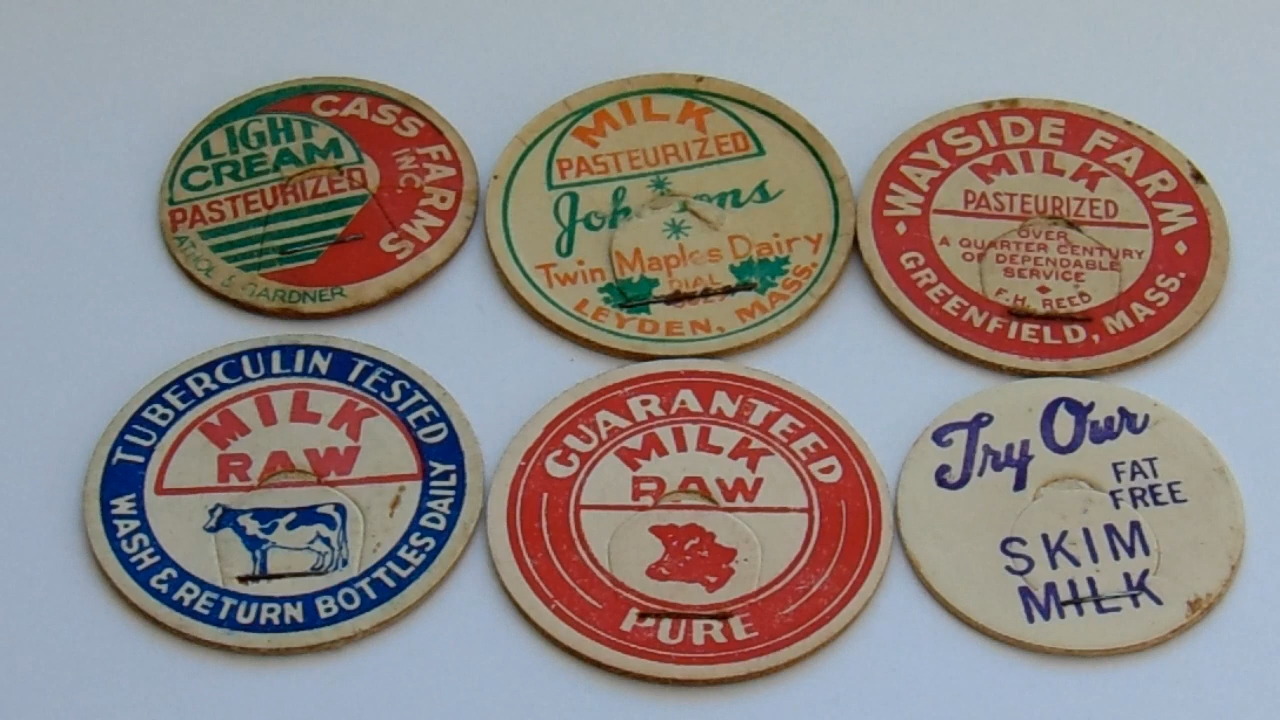 LIGHT
CREAM
PASTEURIZED
CASS FARMS
INC.
ATHOL & GARDNER
MILK
PASTEURIZED
Johnsons
Twin Maples Dairy
DIAL
LEYDEN, MASS.
WAYSIDE FARM
MILK
PASTEURIZED
OVER
A QUARTER CENTURY
OF DEPENDABLE
SERVICE
F.H. REED
GREENFIELD, MASS.
TUBERCULIN TESTED
MILK
RAW
WASH & RETURN BOTTLES DAILY
GUARANTEED
MILK
RAW
PURE
Try Our
FAT
FREE
SKIM
MILK